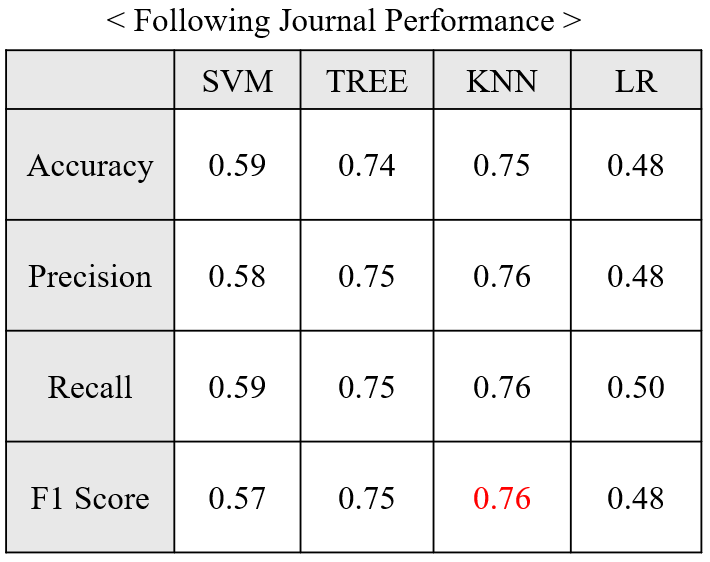 < Following Journal Performance >
SVM TREE KNN LR
Accuracy 0.59 0.74 0.75 0.48
Precision 0.58 0.75 0.76 0.48
Recall 0.59 0.75 0.76 0.50
F1 Score 0.57 0.75 0.76 0.48